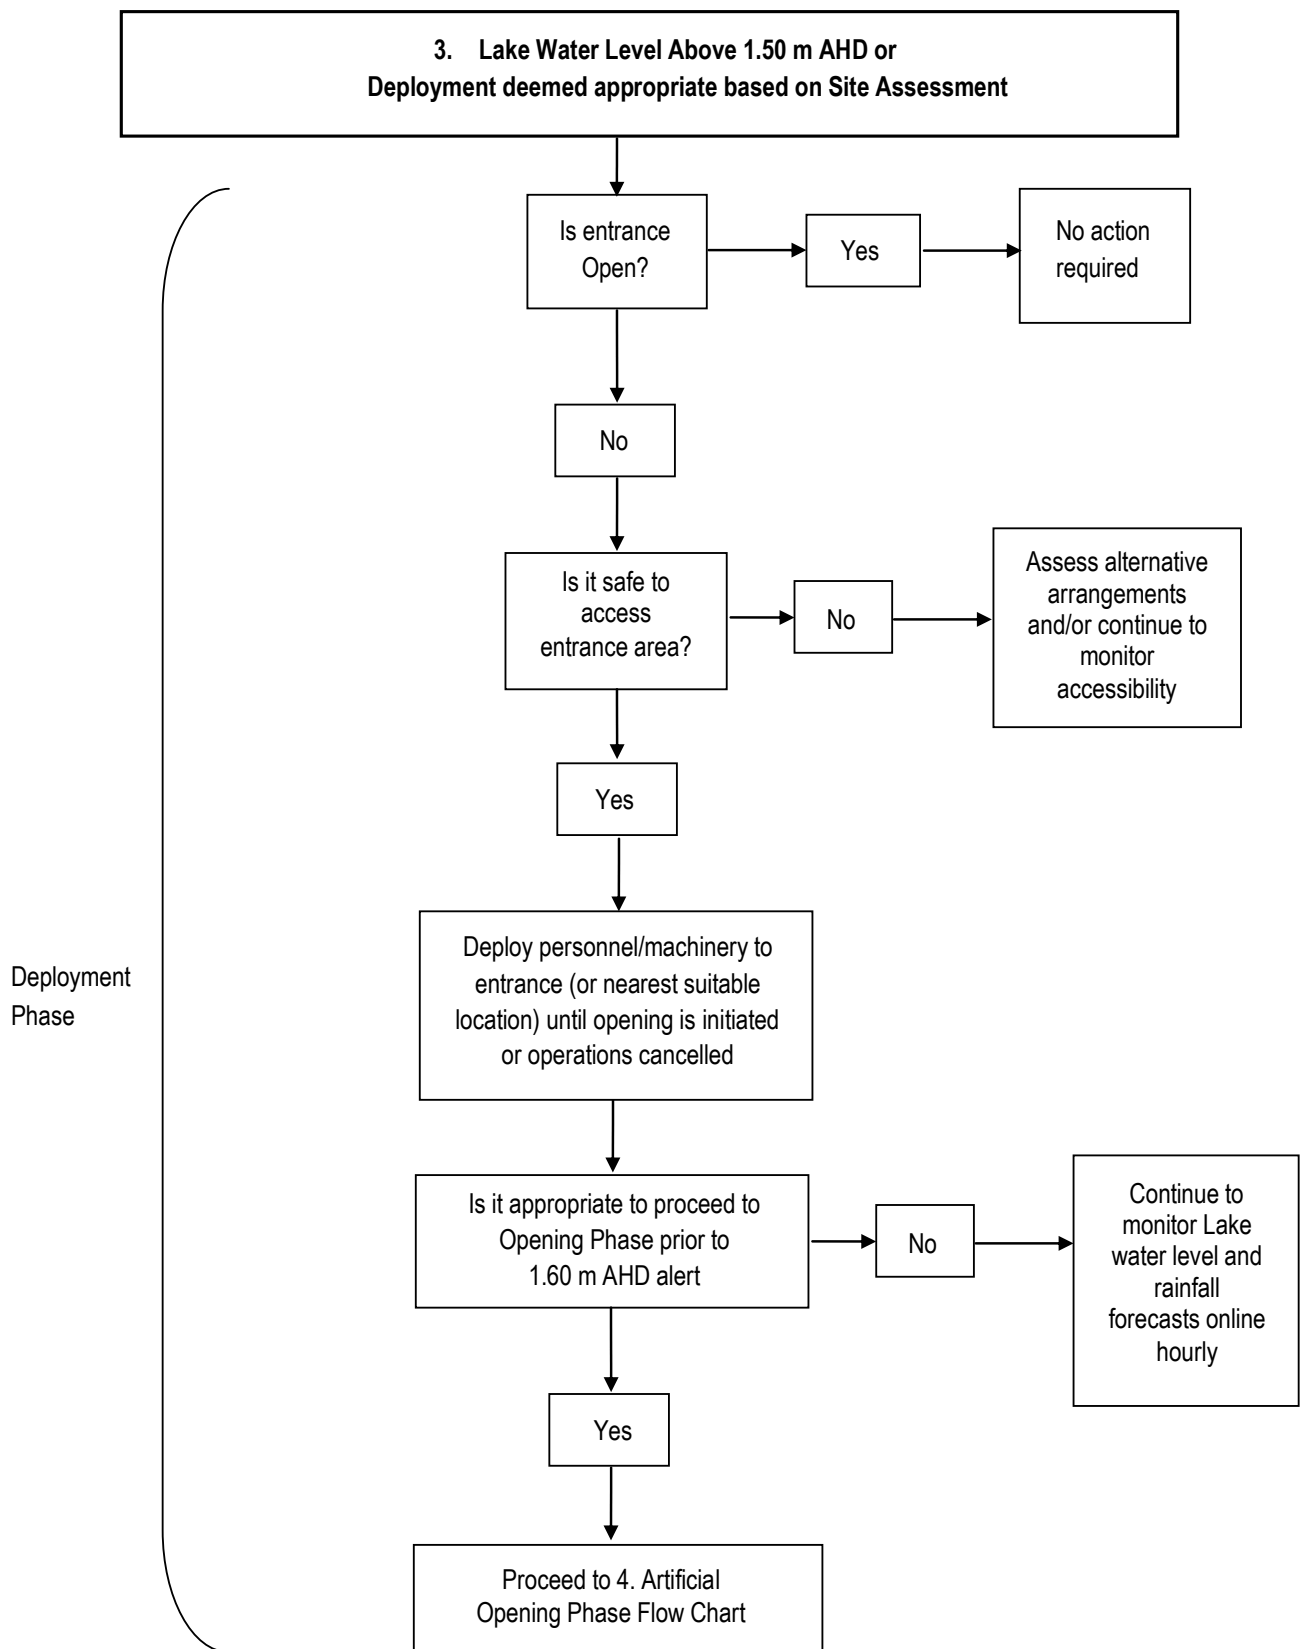 3. Lake Water Level Above 1.50 m AHD or
Deployment deemed appropriate based on Site Assessment
Is entrance
Open?
Yes
No action
required
No
Is it safe to
access
entrance area?
No
Assess alternative
arrangements
and/or continue to
monitor
accessibility
Yes
Deployment
Phase
Deploy personnel/machinery to
entrance (or nearest suitable
location) until opening is initiated
or operations cancelled
Is it appropriate to proceed to
Opening Phase prior to
1.60 m AHD alert
No
Continue to
monitor Lake
water level and
rainfall
forecasts online
hourly
Yes
Proceed to 4. Artificial
Opening Phase Flow Chart